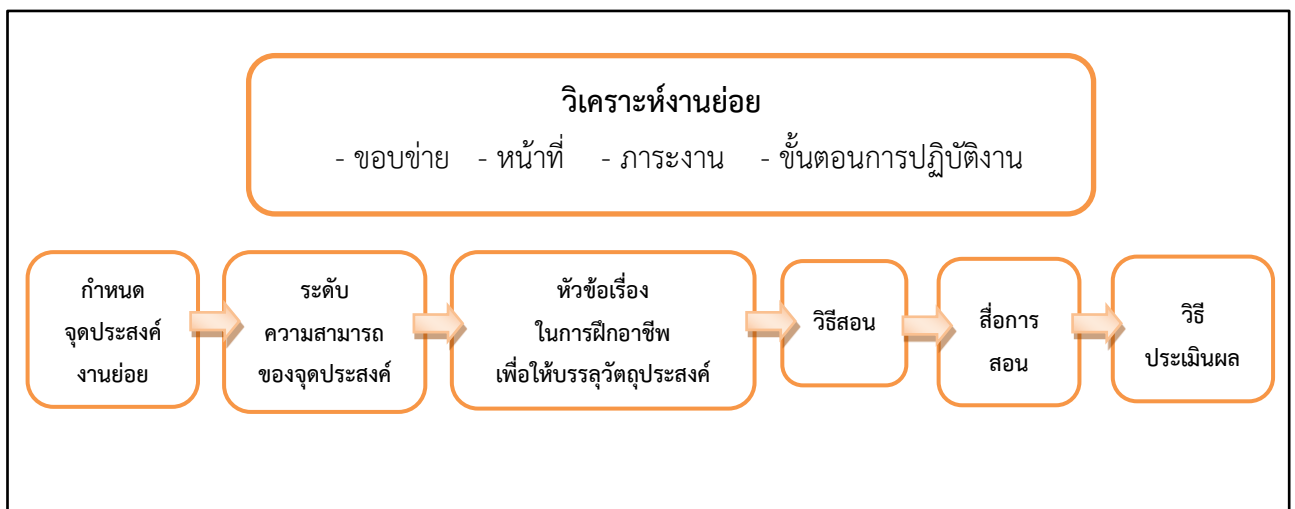 วิเคราะห์งานย่อย
- ขอบข่าย - หน้าที่ - ภาระงาน - ขั้นตอนการปฏิบัติงาน
กำหนด
จุดประสงค์
งานย่อย
ระดับ
ความสามารถ
ของจุดประสงค์
หัวข้อเรื่อง
ในการฝึกอาชีพ
เพื่อให้บรรลุวัตถุประสงค์
วิธีสอน
สื่อการ
สอน
วิธี
ประเมินผล